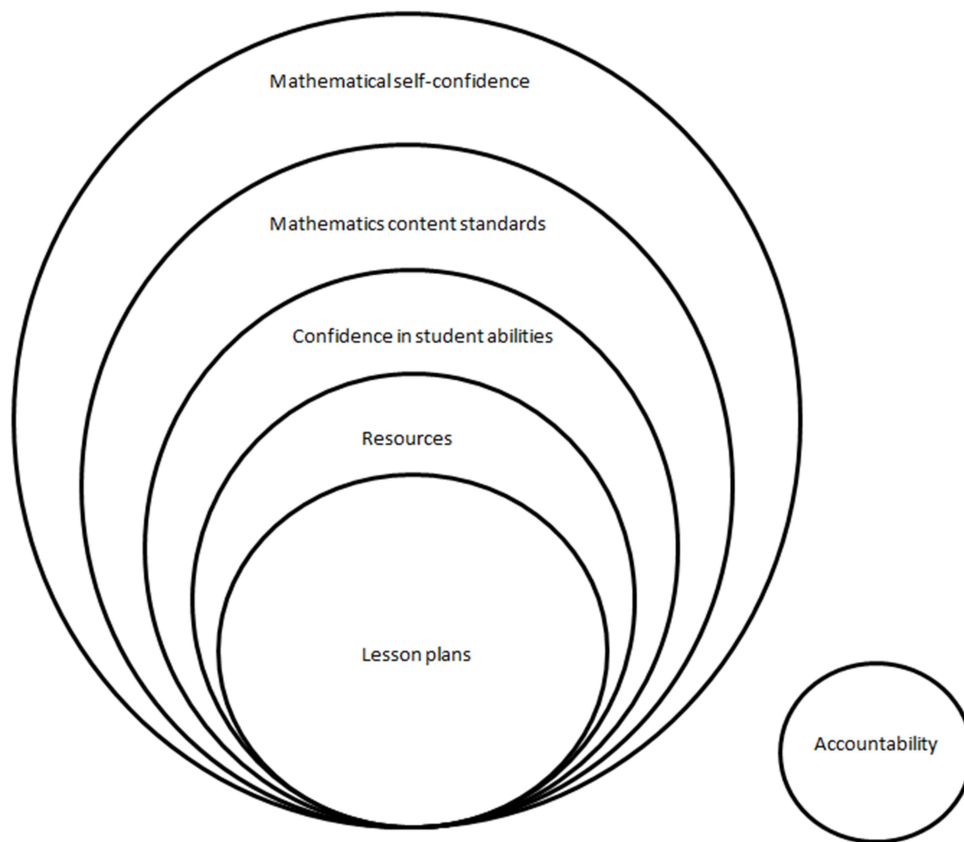 Mathematical self-confidence
Mathematics content standards
Confidence in student abilities
Resources
Lesson plans
Accountability